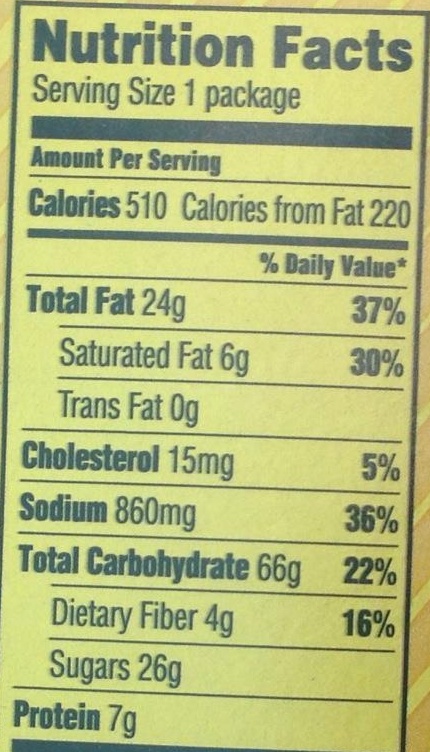 Nutrition Facts
Serving Size 1 package
Amount Per Serving
Calories 510 Calories from Fat 220
% Daily Value*
Total Fat 24g 37%
Saturated Fat 6g 30%
Trans Fat 0g
Cholesterol 15mg 5%
Sodium 860mg 36%
Total Carbohydrate 66g 22%
Dietary Fiber 4g 16%
Sugars 26g
Protein 7g